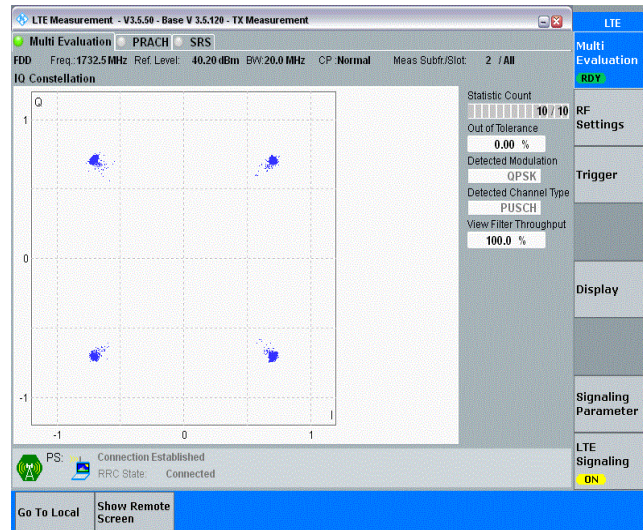 LTE Measurement - V3.5.50 - Base V 3.5.120 - TX Measurement
LTE
Multi Evaluation PRACH SRS
Multi
Evaluation
RDY
FDD Freq.:1732.5 MHz Ref. Level: 40.20 dBm BW:20.0 MHz CP :Normal Meas Subfr./Slot: 2 / All
IQ Constellation
Q
1
0
-1
-1 0 1
I
Statistic Count
10 / 10
Out of Tolerance
0.00 %
Detected Modulation
QPSK
Detected Channel Type
PUSCH
View Filter Throughput
100.0 %
RF
Settings
Trigger
Display
Signaling
Parameter
LTE
Signaling
ON
PS: Connection Established
RRC State: Connected
Go To Local
Show Remote
Screen